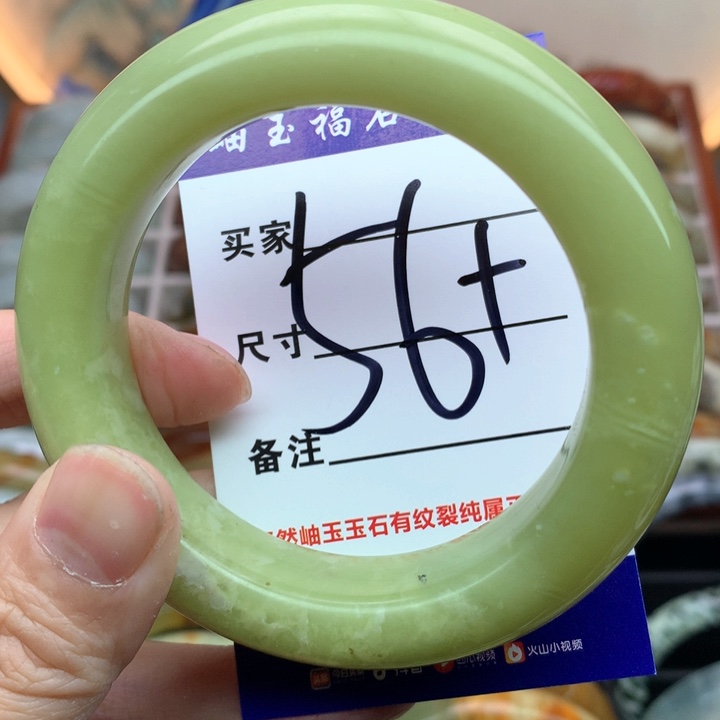 岫玉福石
买家
56+
尺寸
备注
然岫玉玉石有纹裂纯属正
火山小视频